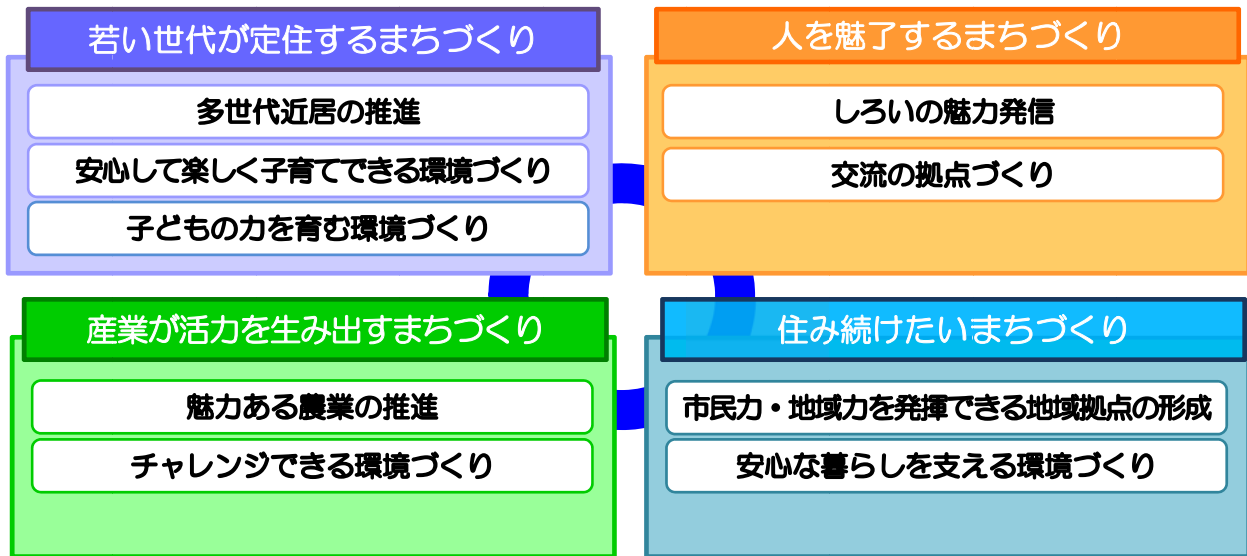 若い世代が定住するまちづくり
多世代近居の推進
安心して楽しく子育てできる環境づくり
子どもの力を育む環境づくり
人を魅了するまちづくり
しろいの魅力発信
交流の拠点づくり
産業が活力を生み出すまちづくり
魅力ある農業の推進
チャレンジできる環境づくり
住み続けたいまちづくり
市民力・地域力を発揮できる地域拠点の形成
安心な暮らしを支える環境づくり